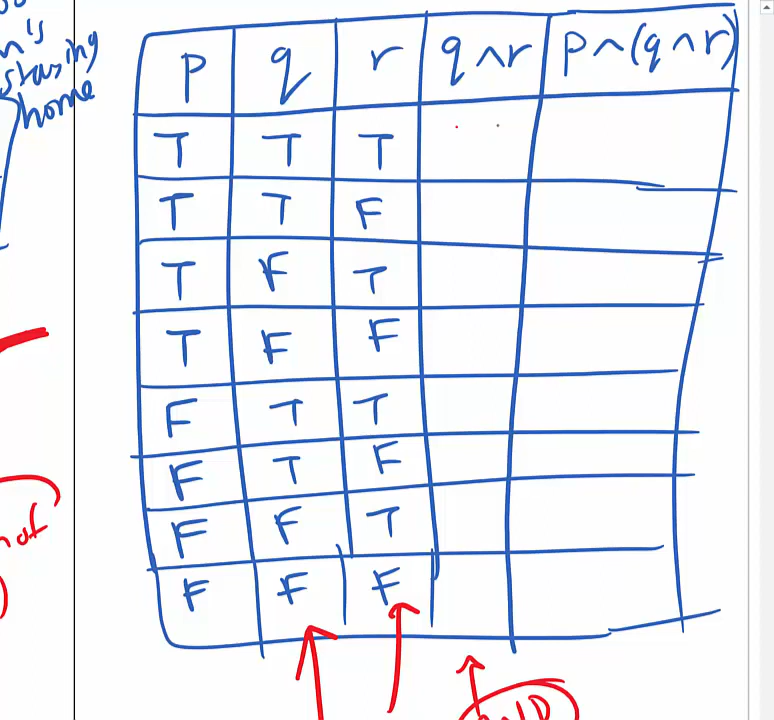 n's
staying
home
p q r q ∧ r p ∧ (q ∧ r)
T T T
T T F
T F T
T F F
F T T
F T F
F F T
F F F